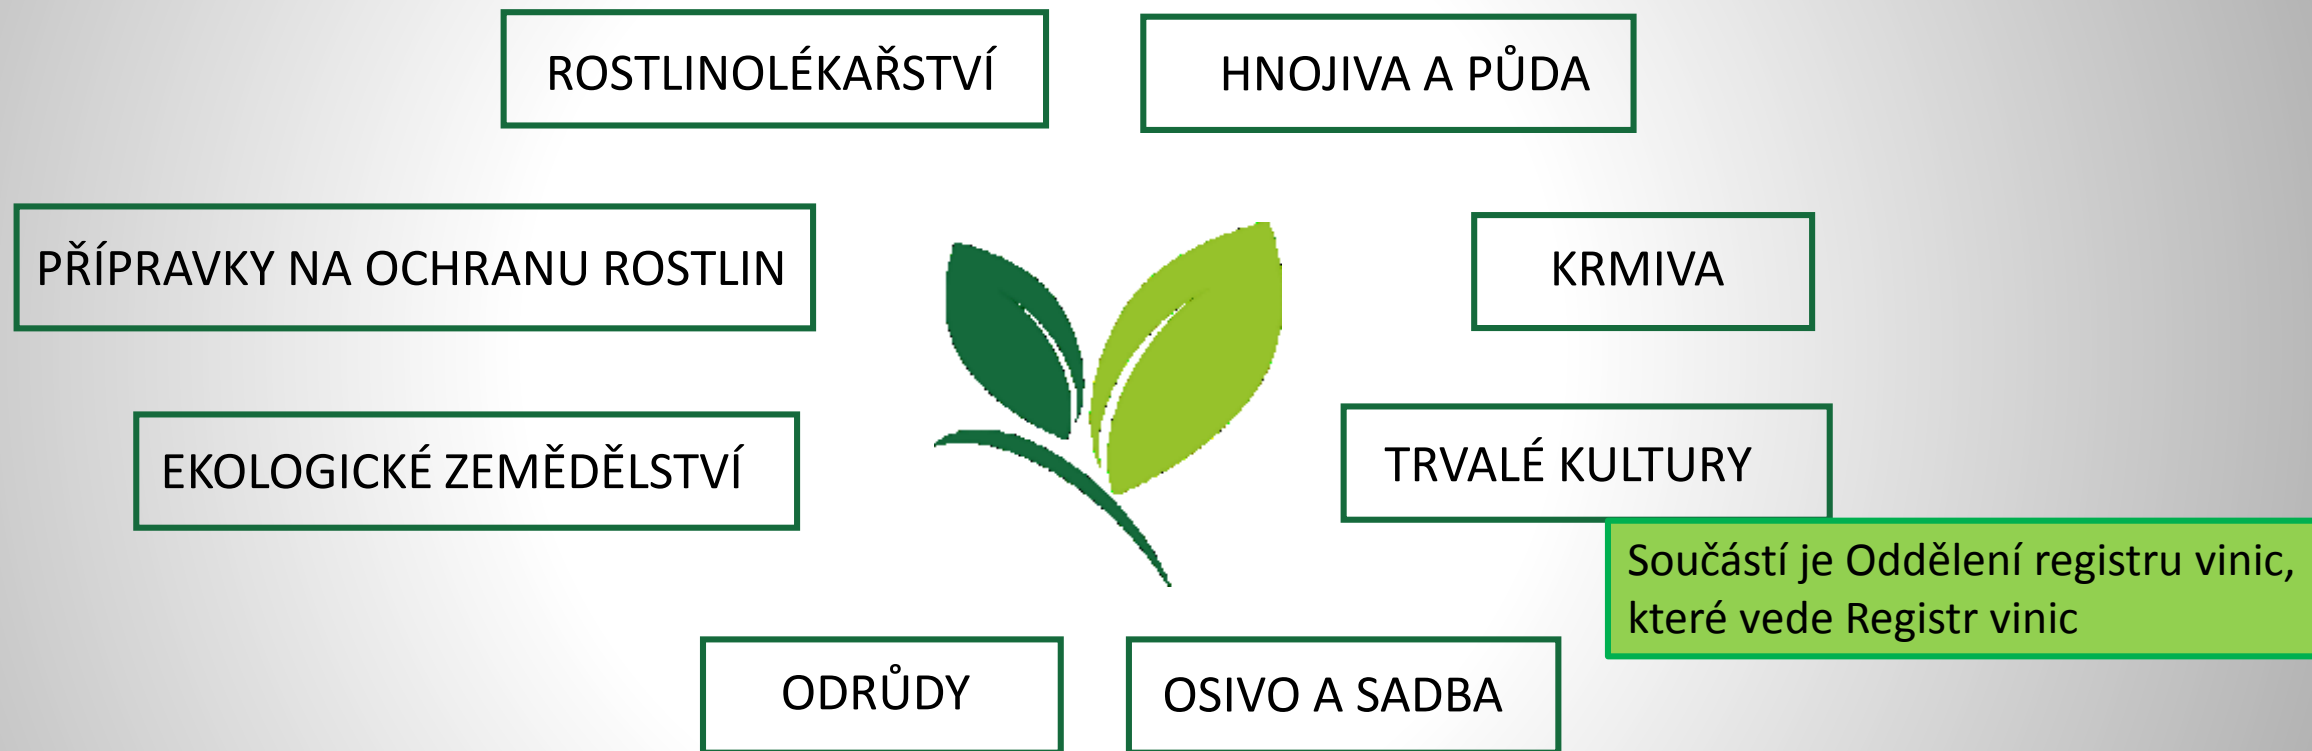 ROSTLINOLÉKAŘSTVÍ
HNOJIVA A PŮDA
PŘÍPRAVKY NA OCHRANU ROSTLIN
KRMIVA
EKOLOGICKÉ ZEMĚDĚLSTVÍ
TRVALÉ KULTURY
Součástí je Oddělení registru vinic,
které vede Registr vinic
ODRŮDY
OSIVO A SADBA